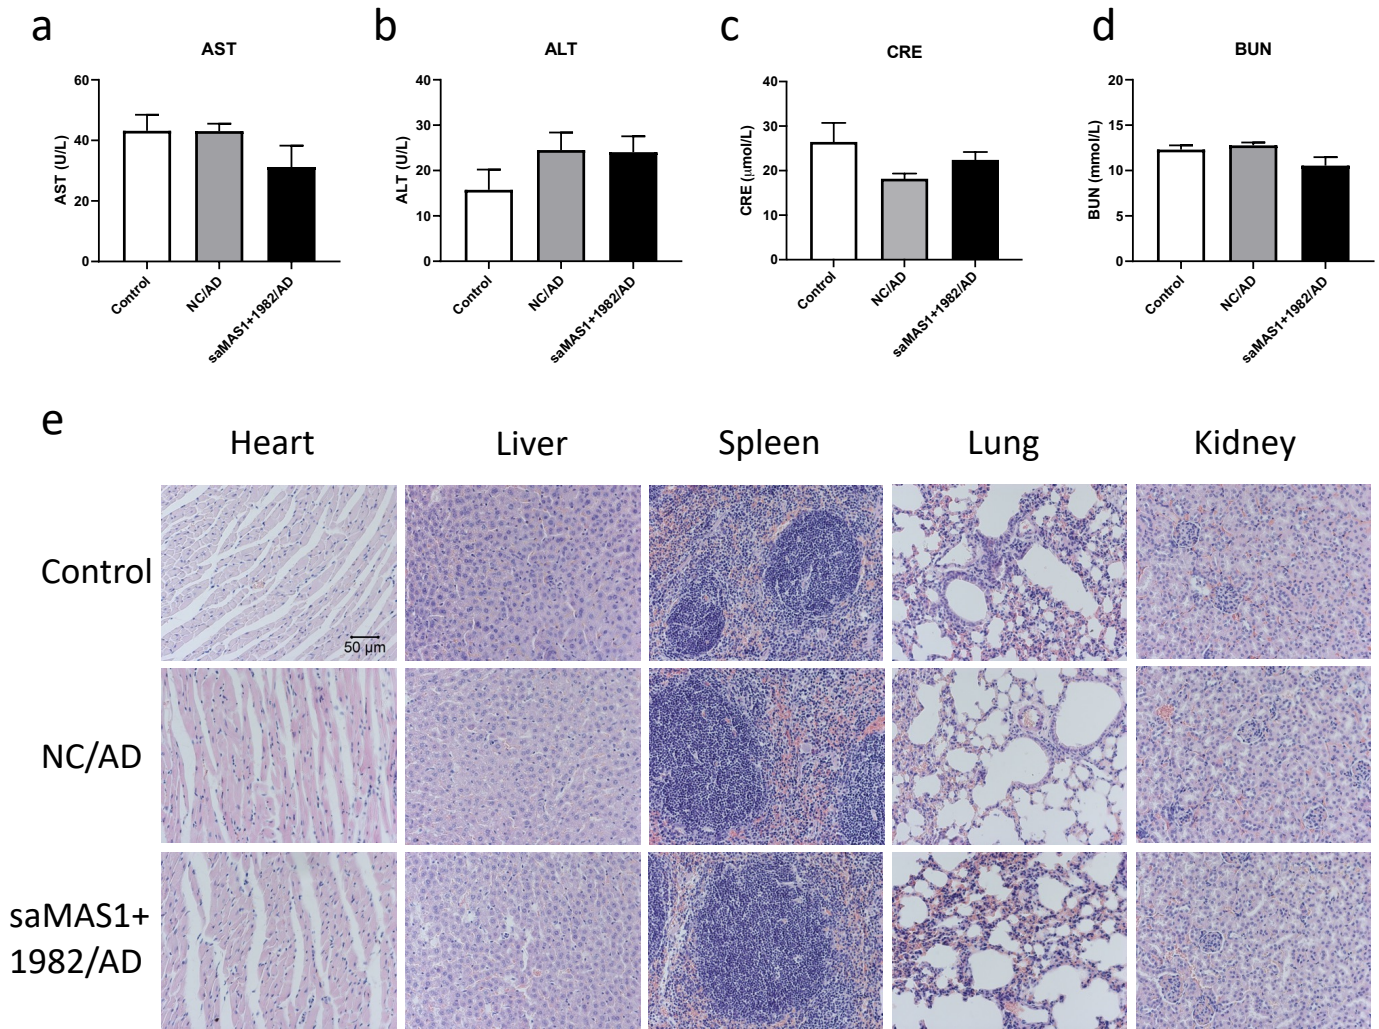 a
AST
AST (U/L)
60
40
20
0
Control
NC/AD
saMAS1+1982/AD
b
ALT
ALT (U/L)
40
30
20
10
0
Control
NC/AD
saMAS1+1982/AD
c
CRE
CRE (μmol/L)
40
30
20
10
0
Control
NC/AD
saMAS1+1982/AD
d
BUN
BUN (mmol/L)
20
15
10
5
0
Control
NC/AD
saMAS1+1982/AD
e
Heart
Liver
Spleen
Lung
Kidney
Control
50 μm
NC/AD
saMAS1+
1982/AD